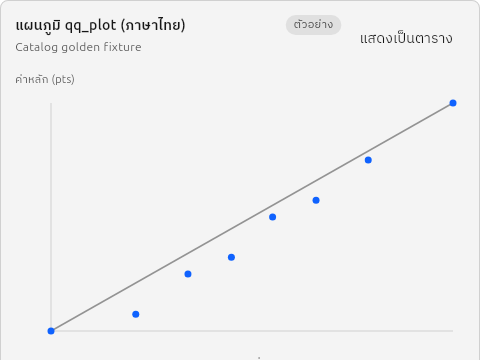 แผนภูมิ qq_plot (ภาษาไทย)
ตัวอย่าง
แสดงเป็นตาราง
Catalog golden fixture
ค่าหลัก (pts)